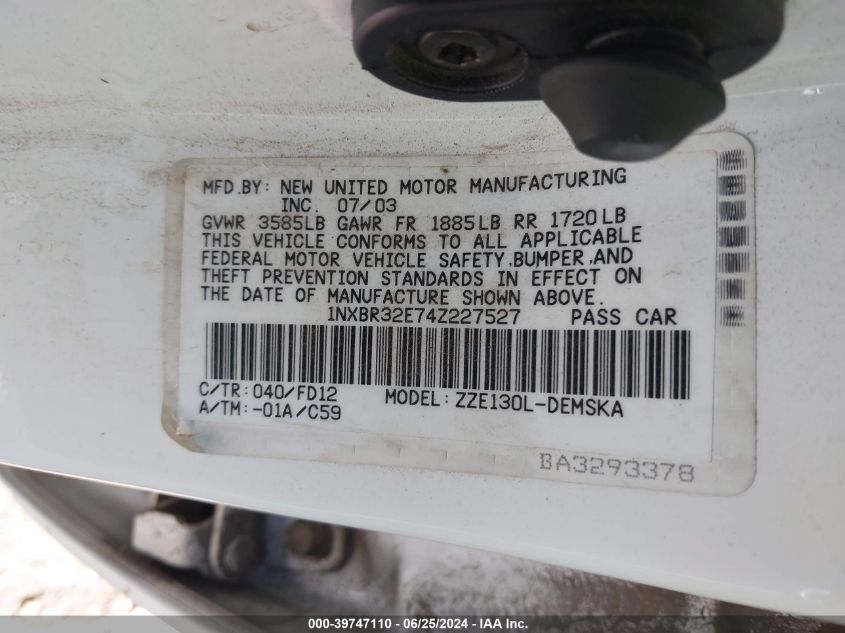 MFD.BY: NEW UNITED MOTOR MANUFACTURING
INC. 07/03
GVWR 3585LB GAWR FR 1885LB RR 1720LB
THIS VEHICLE CONFORMS TO ALL APPLICABLE
FEDERAL MOTOR VEHICLE SAFETY,BUMPER,AND
THEFT PREVENTION STANDARDS IN EFFECT ON
THE DATE OF MANUFACTURE SHOWN ABOVE.
1NXBR32E74Z227527 PASS CAR
C/TR:040/FD12 MODEL:ZZE130L-DEMSKA
A/TM:-01A/C59
BA3293378
000-39747110 - 06/25/2024 - IAA Inc.